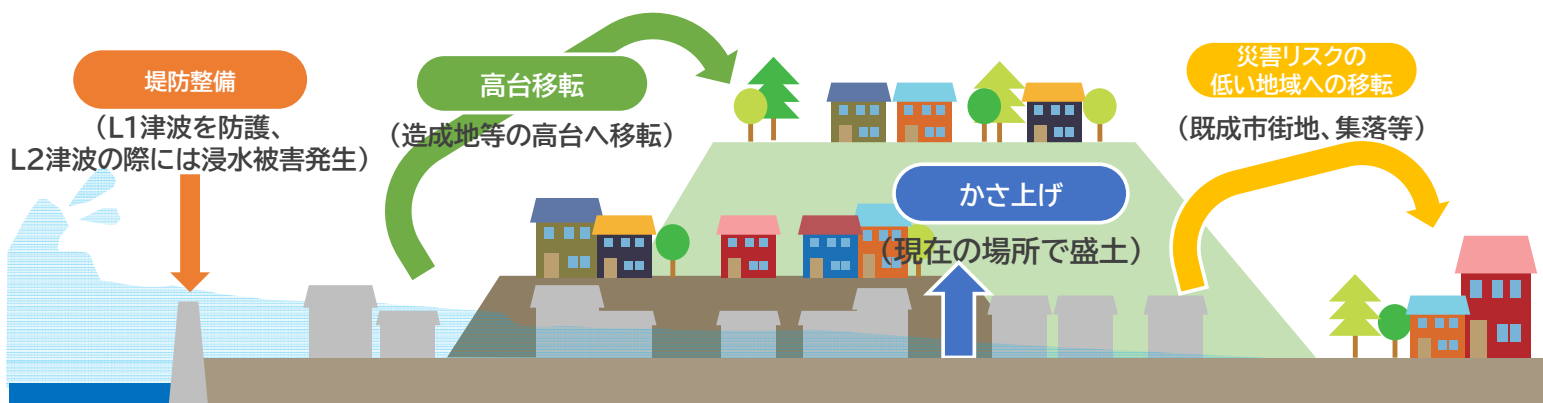 堤防整備
（L1津波を防護、
L2津波の際には浸水被害発生）
高台移転
（造成地等の高台へ移転）
かさ上げ
（現在の場所で盛土）
災害リスクの
低い地域への移転
（既成市街地、集落等）